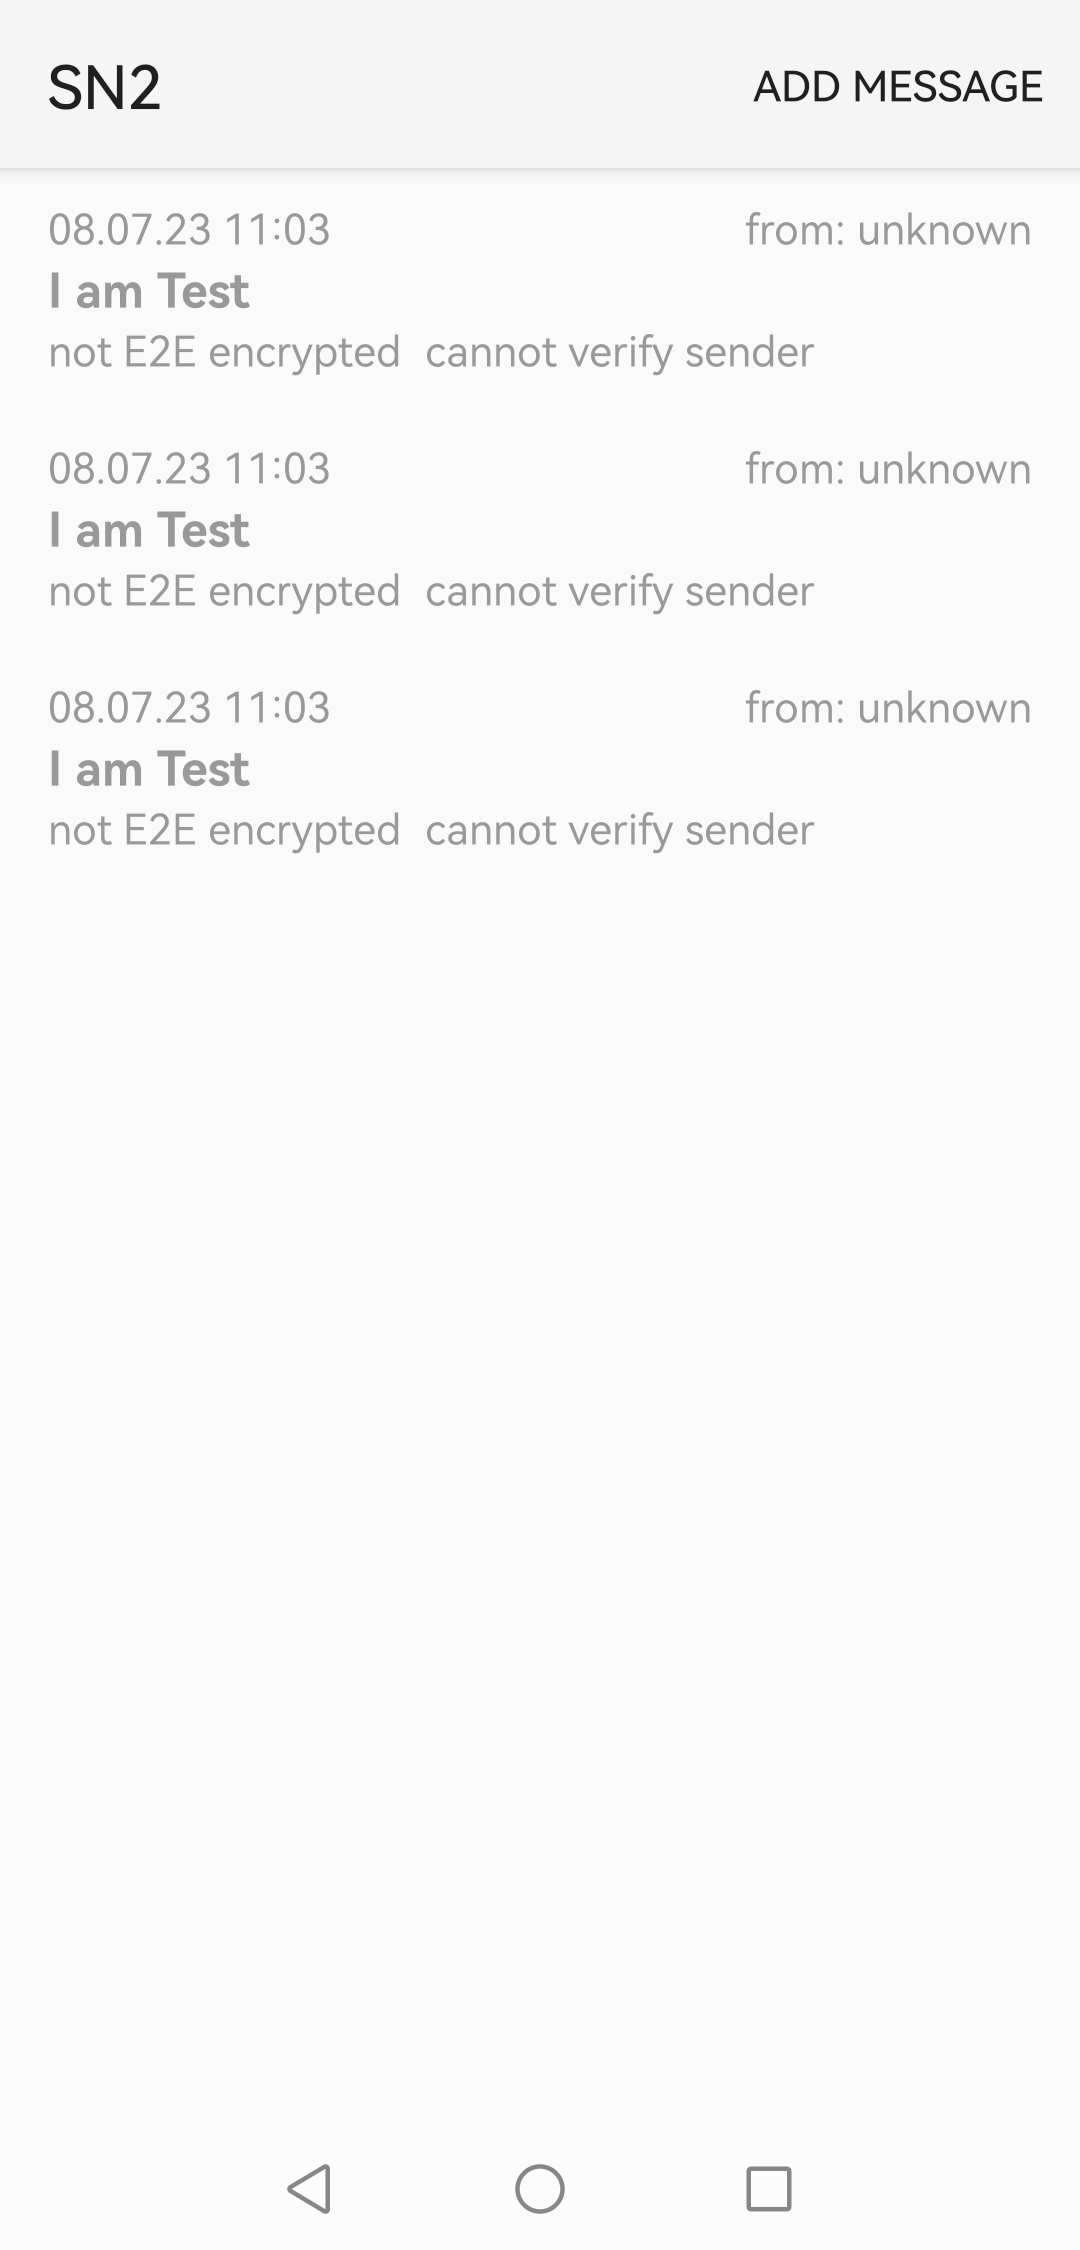 SN2
ADD MESSAGE
08.07.23 11:03 from: unknown
I am Test
not E2E encrypted cannot verify sender
08.07.23 11:03 from: unknown
I am Test
not E2E encrypted cannot verify sender
08.07.23 11:03 from: unknown
I am Test
not E2E encrypted cannot verify sender